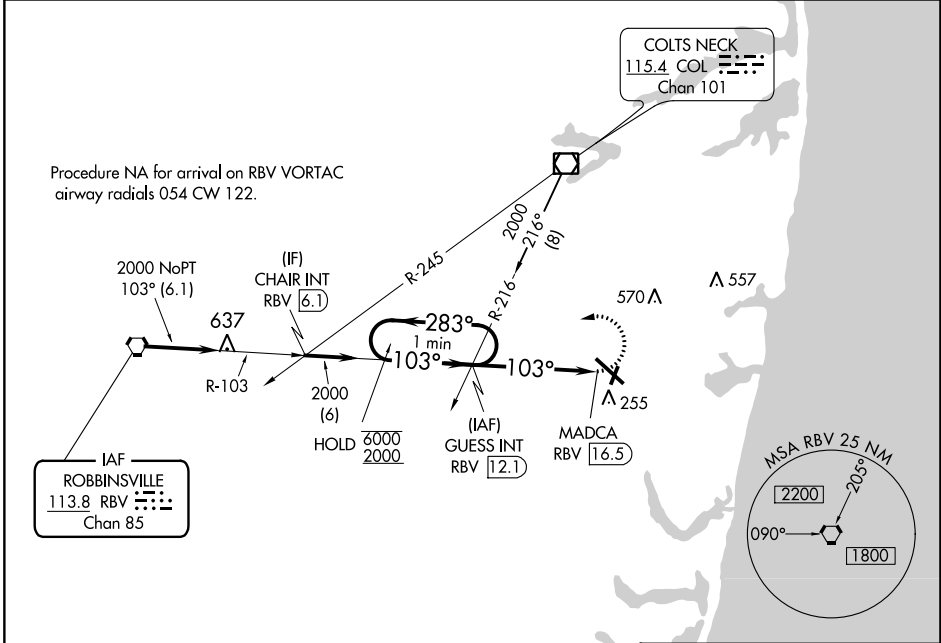 COLTS NECK
115.4 COL
Chan 101
Procedure NA for arrival on RBV VORTAC
airway radials 054 CW 122.
2000
216°
(8)
R-245
R-216
(IF)
CHAIR INT
RBV 6.1
2000 NoPT
103° (6.1)
637
R-103
283°
1 min
103°
103°
2000
(6)
HOLD 6000
2000
(IAF)
GUESS INT
RBV 12.1
MADCA
RBV 16.5
570
557
255
IAF
ROBBINSVILLE
113.8 RBV
Chan 85
MSA RBV 25 NM
2200
205°
090°
1800